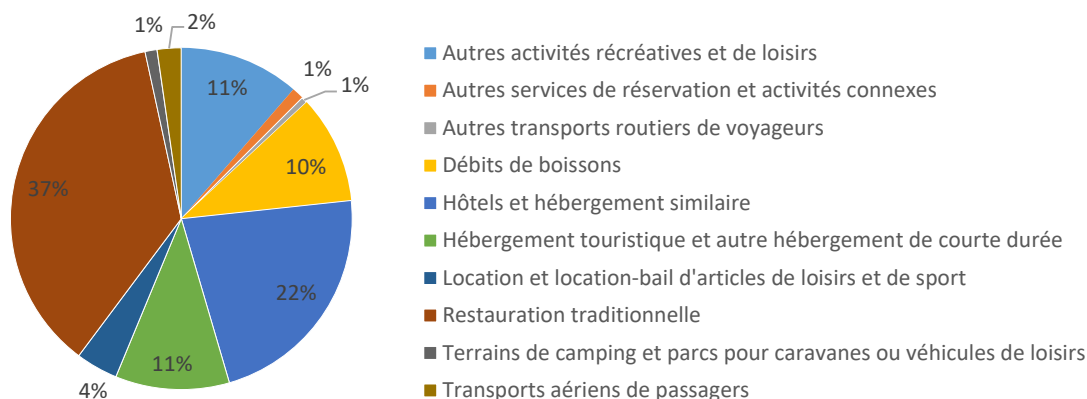 1%
2%
11%
1%
1%
10%
37%
22%
11%
4%
Autres activités récréatives et de loisirs
Autres services de réservation et activités connexes
Autres transports routiers de voyageurs
Débits de boissons
Hôtels et hébergement similaire
Hébergement touristique et autre hébergement de courte durée
Location et location-bail d'articles de loisirs et de sport
Restauration traditionnelle
Terrains de camping et parcs pour caravanes ou véhicules de loisirs
Transports aériens de passagers